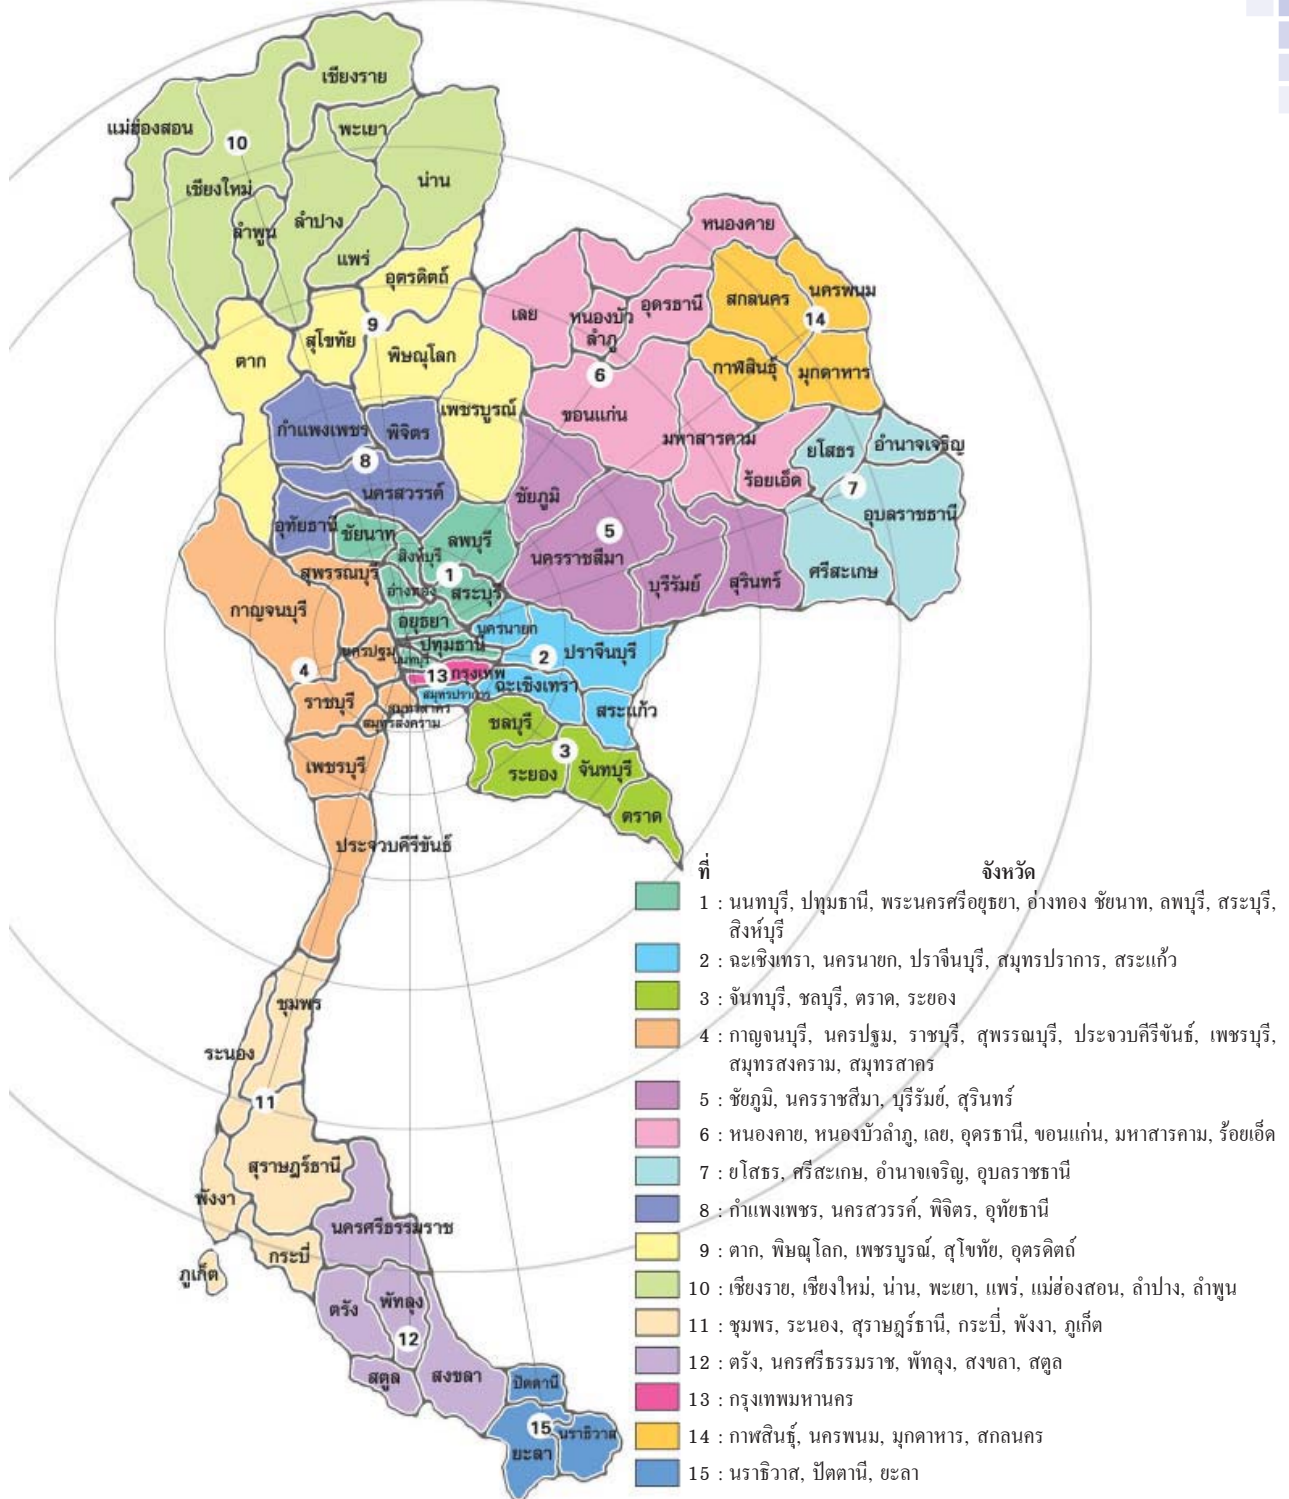 เชียงราย
แม่ฮ่องสอน
พะเยา
10
น่าน
เชียงใหม่
ลำปาง
ลำพูน
แพร่
อุตรดิตถ์
หนองคาย
สกลนคร
นครพนม
อุดรธานี
เลย
หนองบัว
ลำภู
14
9
สุโขทัย
พิษณุโลก
ตาก
กาฬสินธุ์
มุกดาหาร
6
เพชรบูรณ์
ขอนแก่น
กำแพงเพชร
พิจิตร
มหาสารคาม
ยโสธร
อำนาจเจริญ
8
ร้อยเอ็ด
7
นครสวรรค์
ชัยภูมิ
อุบลราชธานี
อุทัยธานี
ชัยนาท
ลพบุรี
5
สิงห์บุรี
นครราชสีมา
สุพรรณบุรี
1
ศรีสะเกษ
บุรีรัมย์
สุรินทร์
อ่างทอง
สระบุรี
กาญจนบุรี
อยุธยา
นครนายก
ปทุมธานี
ปราจีนบุรี
นครปฐม
นนทบุรี
2
4
13
กรุงเทพ
ฉะเชิงเทรา
สมุทรปราการ
ราชบุรี
สมุทรสาคร
สระแก้ว
สมุทรสงคราม
ชลบุรี
3
เพชรบุรี
ระยอง
จันทบุรี
ตราด
ประจวบคีรีขันธ์
ชุมพร
ระนอง
11
สุราษฎร์ธานี
พังงา
นครศรีธรรมราช
กระบี่
ภูเก็ต
ตรัง
พัทลุง
12
สตูล
สงขลา
ปัตตานี
15
นราธิวาส
ยะลา
ที่ จังหวัด
1 : นนทบุรี, ปทุมธานี, พระนครศรีอยุธยา, อ่างทอง ชัยนาท, ลพบุรี, สระบุรี,
สิงห์บุรี
2 : ฉะเชิงเทรา, นครนายก, ปราจีนบุรี, สมุทรปราการ, สระแก้ว
3 : จันทบุรี, ชลบุรี, ตราด, ระยอง
4 : กาญจนบุรี, นครปฐม, ราชบุรี, สุพรรณบุรี, ประจวบคีรีขันธ์, เพชรบุรี,
สมุทรสงคราม, สมุทรสาคร
5 : ชัยภูมิ, นครราชสีมา, บุรีรัมย์, สุรินทร์
6 : หนองคาย, หนองบัวลำภู, เลย, อุดรธานี, ขอนแก่น, มหาสารคาม, ร้อยเอ็ด
7 : ยโสธร, ศรีสะเกษ, อำนาจเจริญ, อุบลราชธานี
8 : กำแพงเพชร, นครสวรรค์, พิจิตร, อุทัยธานี
9 : ตาก, พิษณุโลก, เพชรบูรณ์, สุโขทัย, อุตรดิตถ์
10 : เชียงราย, เชียงใหม่, น่าน, พะเยา, แพร่, แม่ฮ่องสอน, ลำปาง, ลำพูน
11 : ชุมพร, ระนอง, สุราษฎร์ธานี, กระบี่, พังงา, ภูเก็ต
12 : ตรัง, นครศรีธรรมราช, พัทลุง, สงขลา, สตูล
13 : กรุงเทพมหานคร
14 : กาฬสินธุ์, นครพนม, มุกดาหาร, สกลนคร
15 : นราธิวาส, ปัตตานี, ยะลา